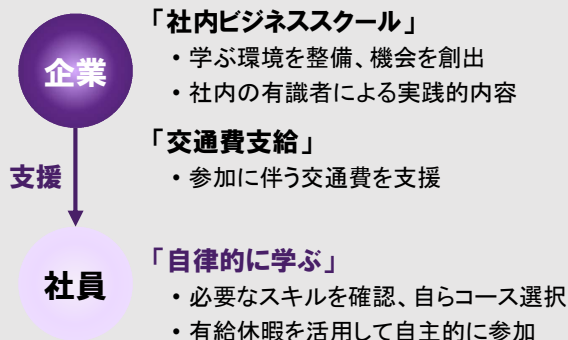 「社内ビジネススクール」
企業
・学ぶ環境を整備、機会を創出
・社内の有識者による実践的内容
「交通費支給」
支援
・参加に伴う交通費を支援
「自律的に学ぶ」
社員
・必要なスキルを確認、自らコース選択
・有給休暇を活用して自主的に参加